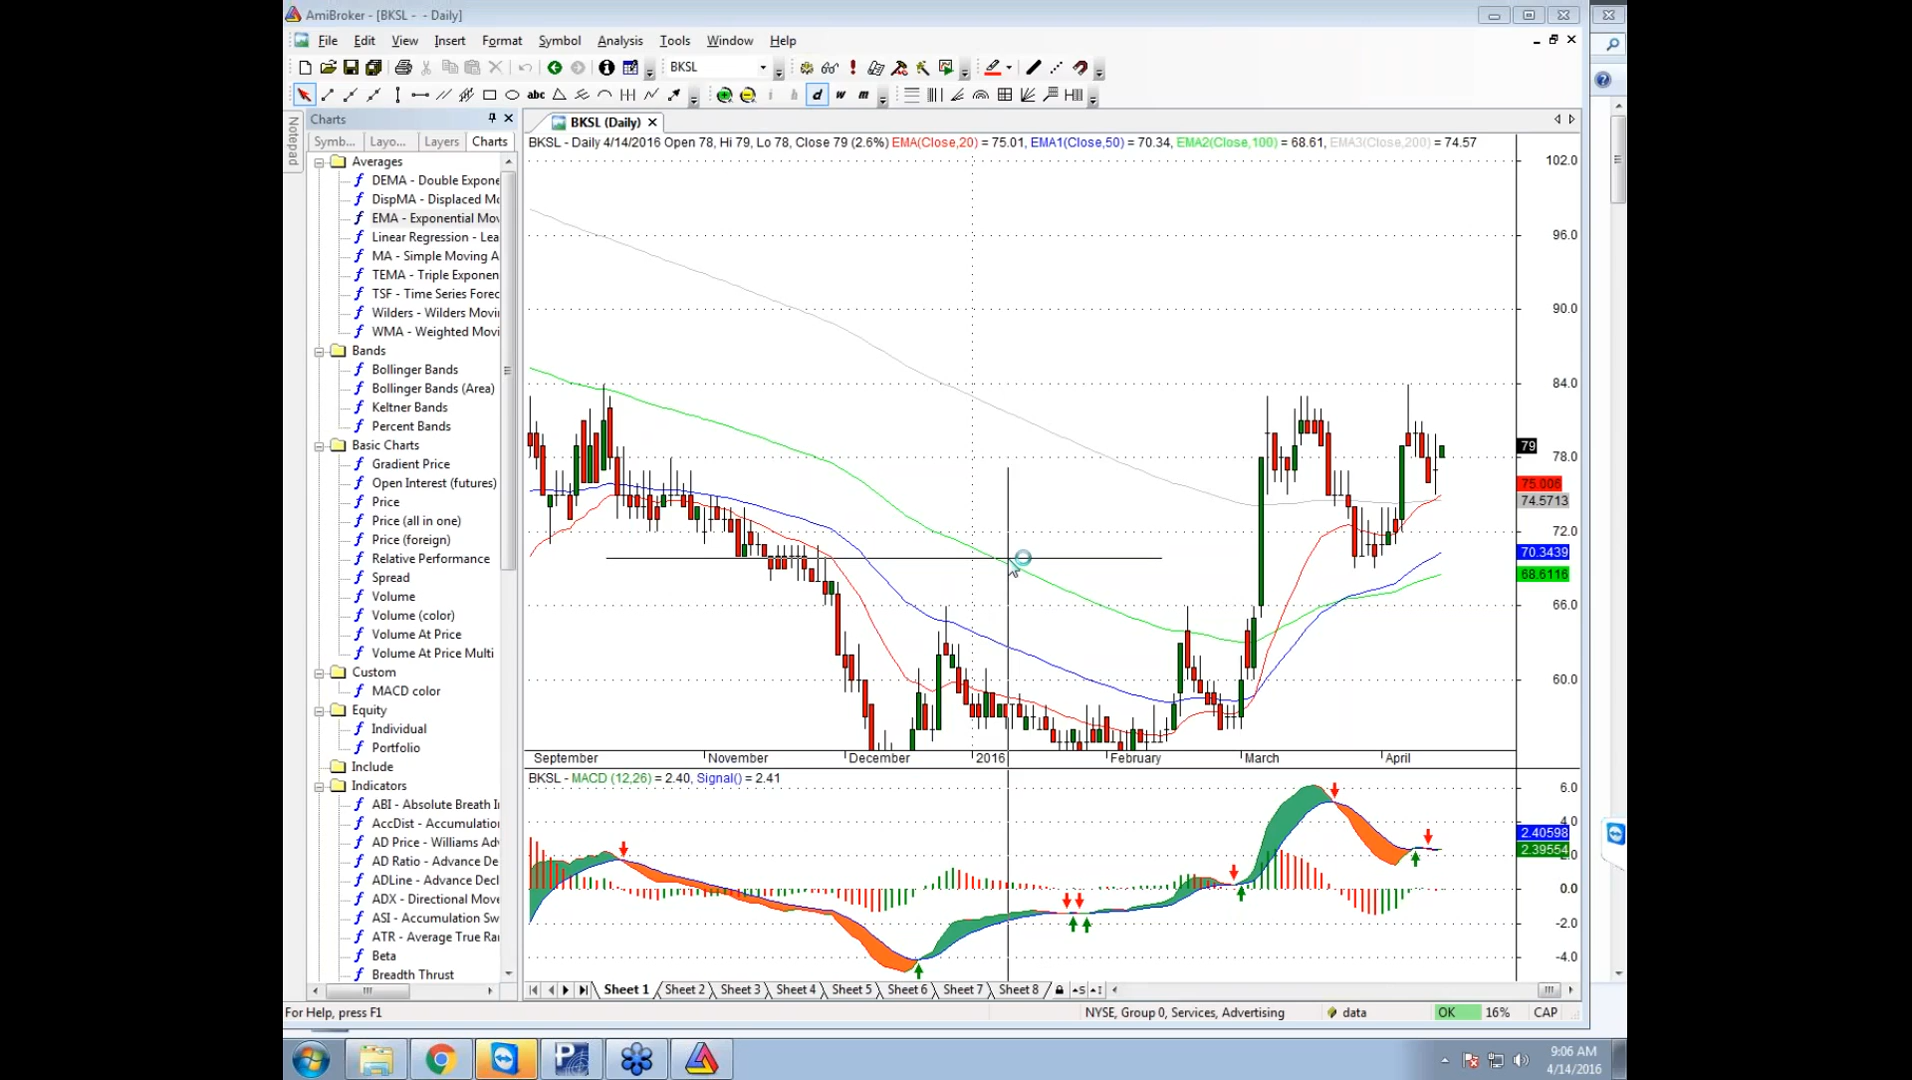 AmiBroker - [BKSL - - Daily]
File Edit View Insert Format Symbol Analysis Tools Window Help
BKSL
abc i h d w m
Charts
BKSL (Daily)
Notepad
Symb... Layo... Layers Charts
BKSL - Daily 4/14/2016 Open 78, Hi 79, Lo 78, Close 79 (2.6%) EMA(Close,20) = 75.01, EMA1(Close,50) = 70.34, EMA2(Close,100) = 68.61, EMA3(Close,200) = 74.57
Averages
DEMA - Double Expone
DispMA - Displaced Mo
EMA - Exponential Mov
Linear Regression - Lea
MA - Simple Moving A
TEMA - Triple Exponen
TSF - Time Series Forec
Wilders - Wilders Movin
WMA - Weighted Movi
Bands
Bollinger Bands
Bollinger Bands (Area)
Keltner Bands
Percent Bands
Basic Charts
Gradient Price
Open Interest (futures)
Price
Price (all in one)
Price (foreign)
Relative Performance
Spread
Volume
Volume (color)
Volume At Price
Volume At Price Multi
Custom
MACD color
Equity
Individual
Portfolio
Include
Indicators
ABI - Absolute Breath I
AccDist - Accumulation
AD Price - Williams Adv
AD Ratio - Advance De
ADLine - Advance Decl
ADX - Directional Move
ASI - Accumulation Sw
ATR - Average True Ra
Beta
Breadth Thrust
102.0
96.0
90.0
84.0
79
78.0
75.006
74.5713
72.0
70.3439
68.6116
66.0
60.0
September November December 2016 February March April
BKSL - MACD (12,26) = 2.40, Signal() = 2.41
6.0
4.0
2.40598
2.39554
2.0
0.0
-2.0
-4.0
Sheet 1 Sheet 2 Sheet 3 Sheet 4 Sheet 5 Sheet 6 Sheet 7 Sheet 8
For Help, press F1
NYSE, Group 0, Services, Advertising data OK 16% CAP
9:06 AM
4/14/2016